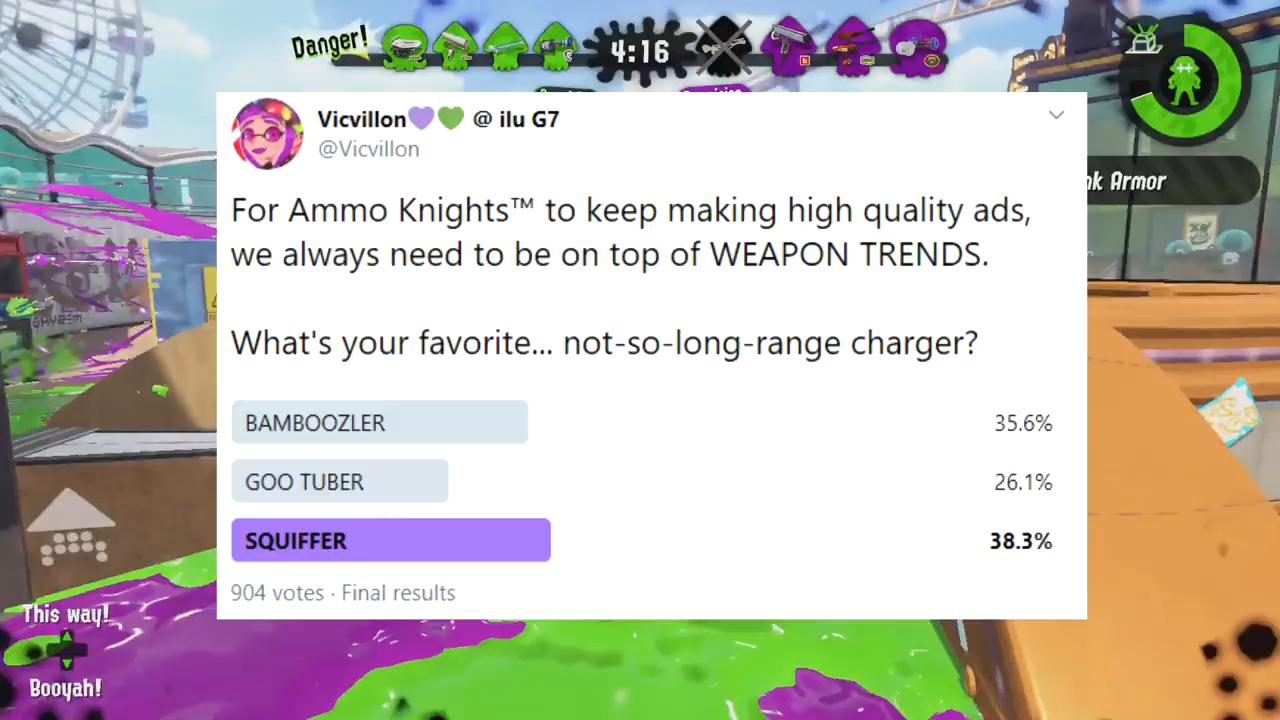 Danger!
4:16
Vicvillon💜💚 @ ilu G7
@Vicvillon
For Ammo Knights™ to keep making high quality ads,
we always need to be on top of WEAPON TRENDS.
What's your favorite... not-so-long-range charger?
BAMBOOZLER 35.6%
GOO TUBER 26.1%
SQUIFFER 38.3%
904 votes · Final results
nk Armor
This way!
Booyah!